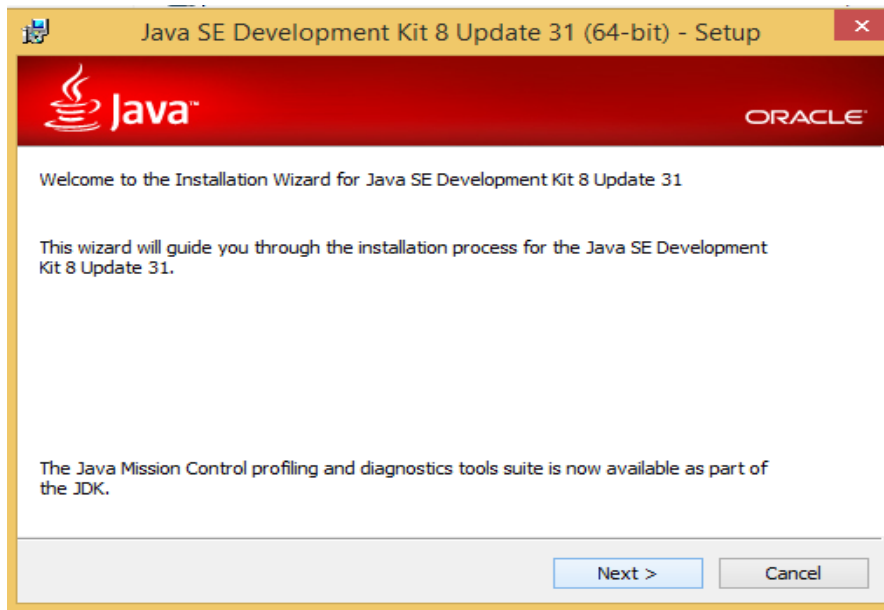 Java SE Development Kit 8 Update 31 (64-bit) - Setup
Java™
ORACLE
Welcome to the Installation Wizard for Java SE Development Kit 8 Update 31
This wizard will guide you through the installation process for the Java SE Development
Kit 8 Update 31.
The Java Mission Control profiling and diagnostics tools suite is now available as part of
the JDK.
Next >
Cancel